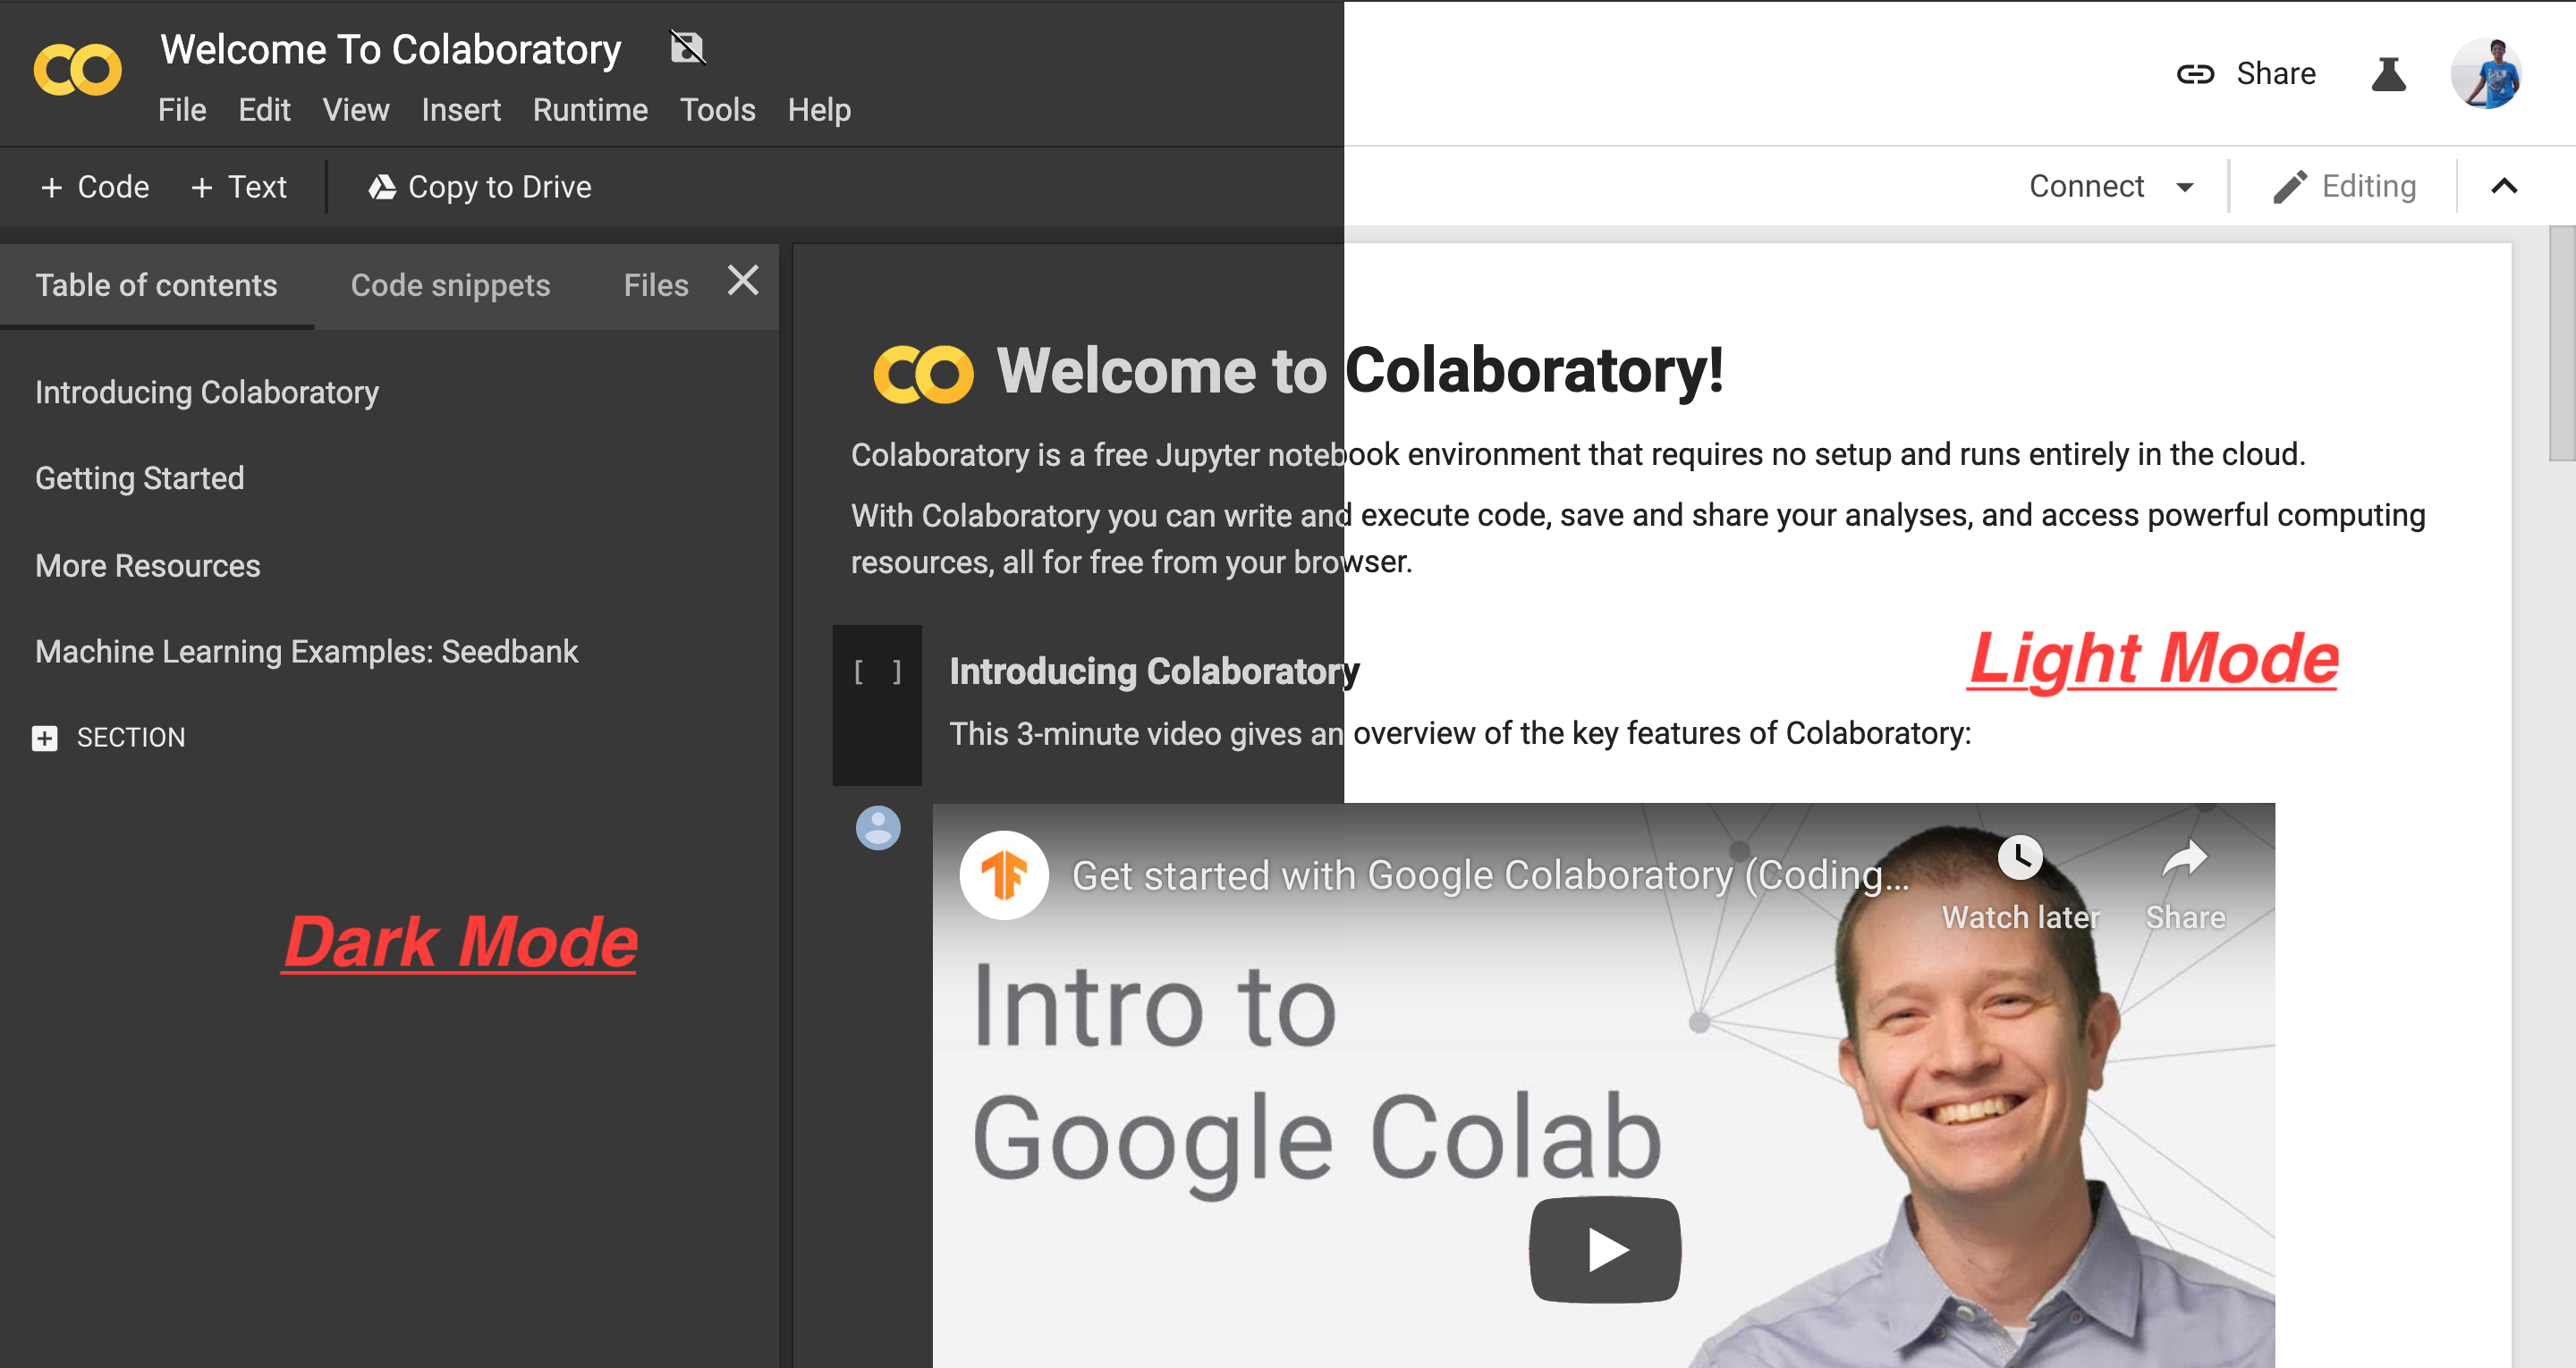 Welcome To Colaboratory
File Edit View Insert Runtime Tools Help
Share
+ Code + Text Copy to Drive
Connect Editing
Table of contents Code snippets Files
Introducing Colaboratory
Getting Started
More Resources
Machine Learning Examples: Seedbank
SECTION
Dark Mode
Welcome to Colaboratory!
Colaboratory is a free Jupyter notebook environment that requires no setup and runs entirely in the cloud.
With Colaboratory you can write and execute code, save and share your analyses, and access powerful computing
resources, all for free from your browser.
Light Mode
[ ] Introducing Colaboratory
This 3-minute video gives an overview of the key features of Colaboratory:
Get started with Google Colaboratory (Coding...
Watch later Share
Intro to
Google Colab